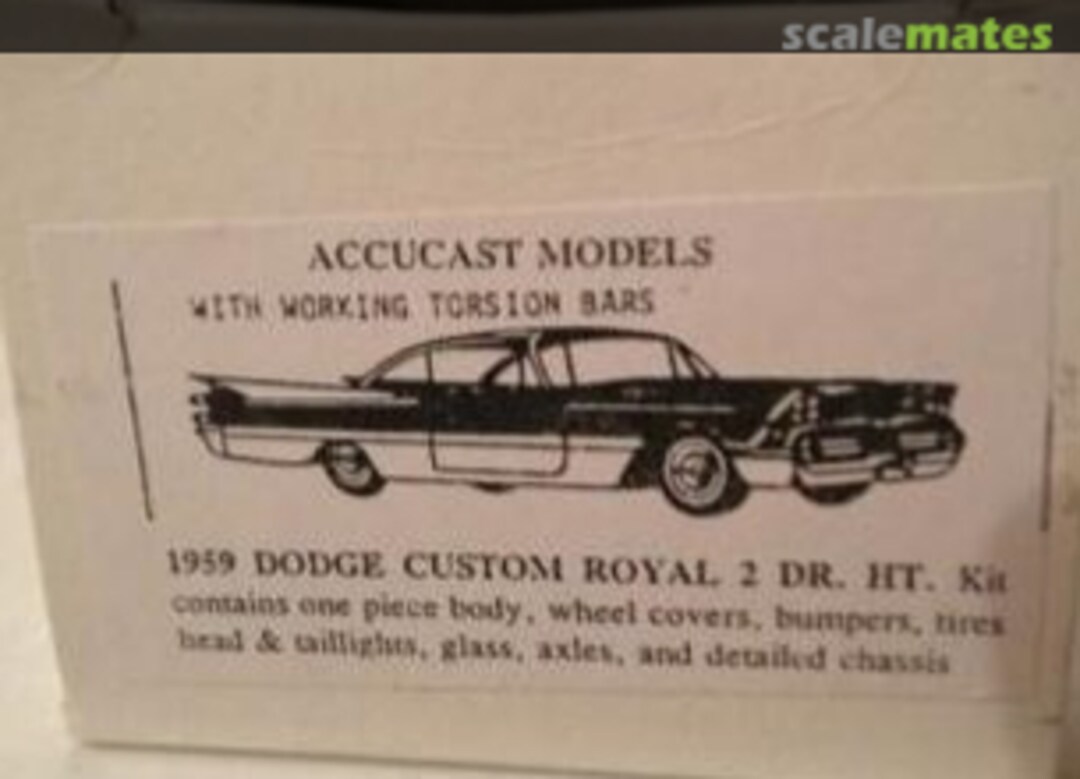 scalemates
ACCUCAST MODELS
WITH WORKING TORSION BARS
1959 DODGE CUSTOM ROYAL 2 DR. HT. Kit
contains one piece body, wheel covers, bumpers, tires
head & taillights, glass, axles, and detailed chassis